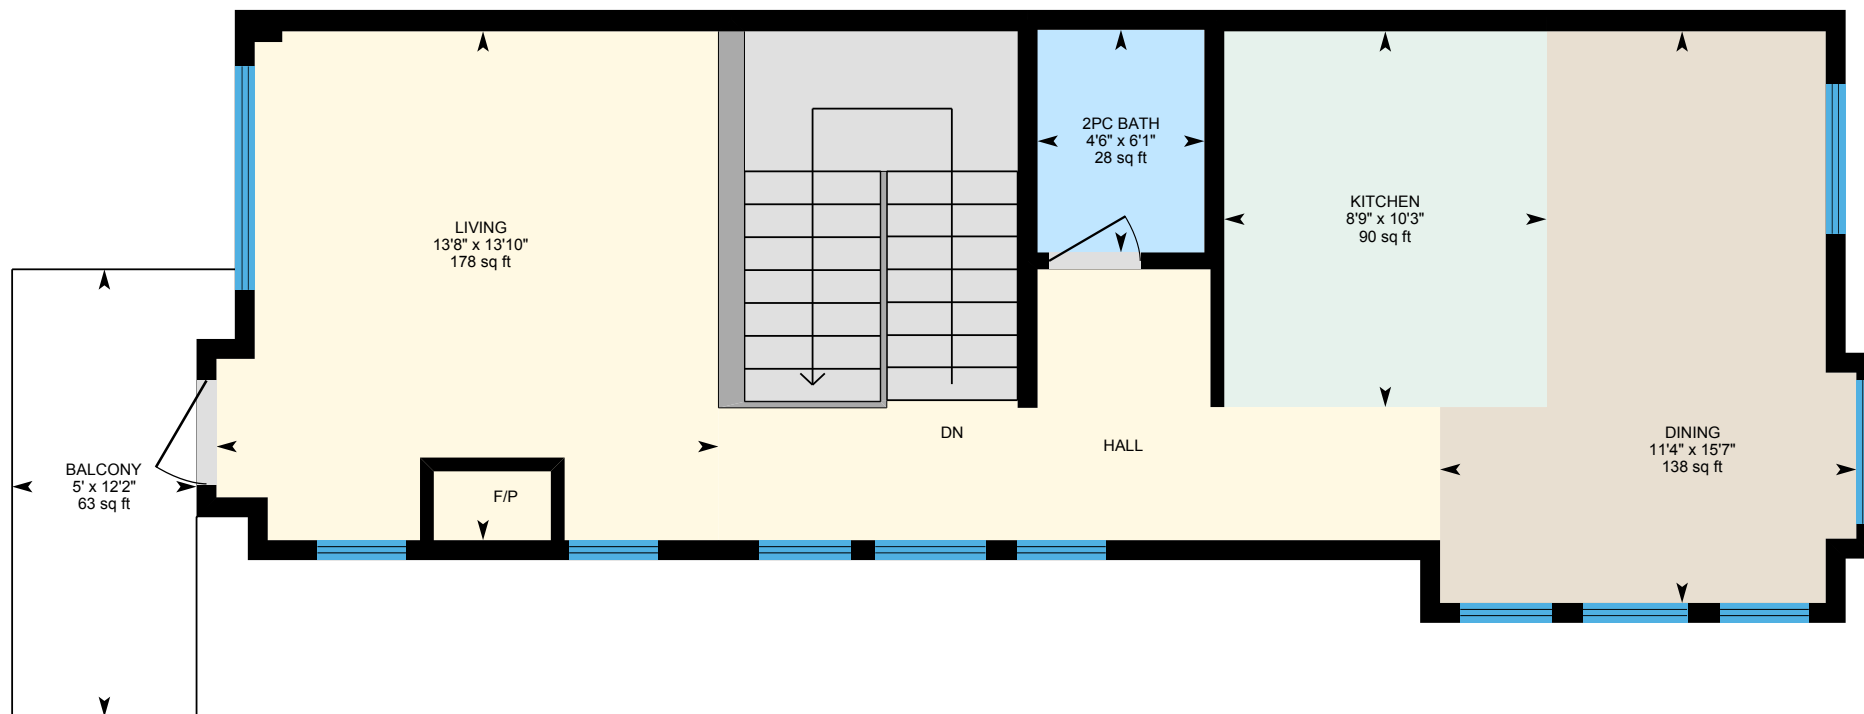 LIVING
13'8" x 13'10"
178 sq ft
2PC BATH
4'6" x 6'1"
28 sq ft
KITCHEN
8'9" x 10'3"
90 sq ft
BALCONY
5' x 12'2"
63 sq ft
F/P
DN
HALL
DINING
11'4" x 15'7"
138 sq ft